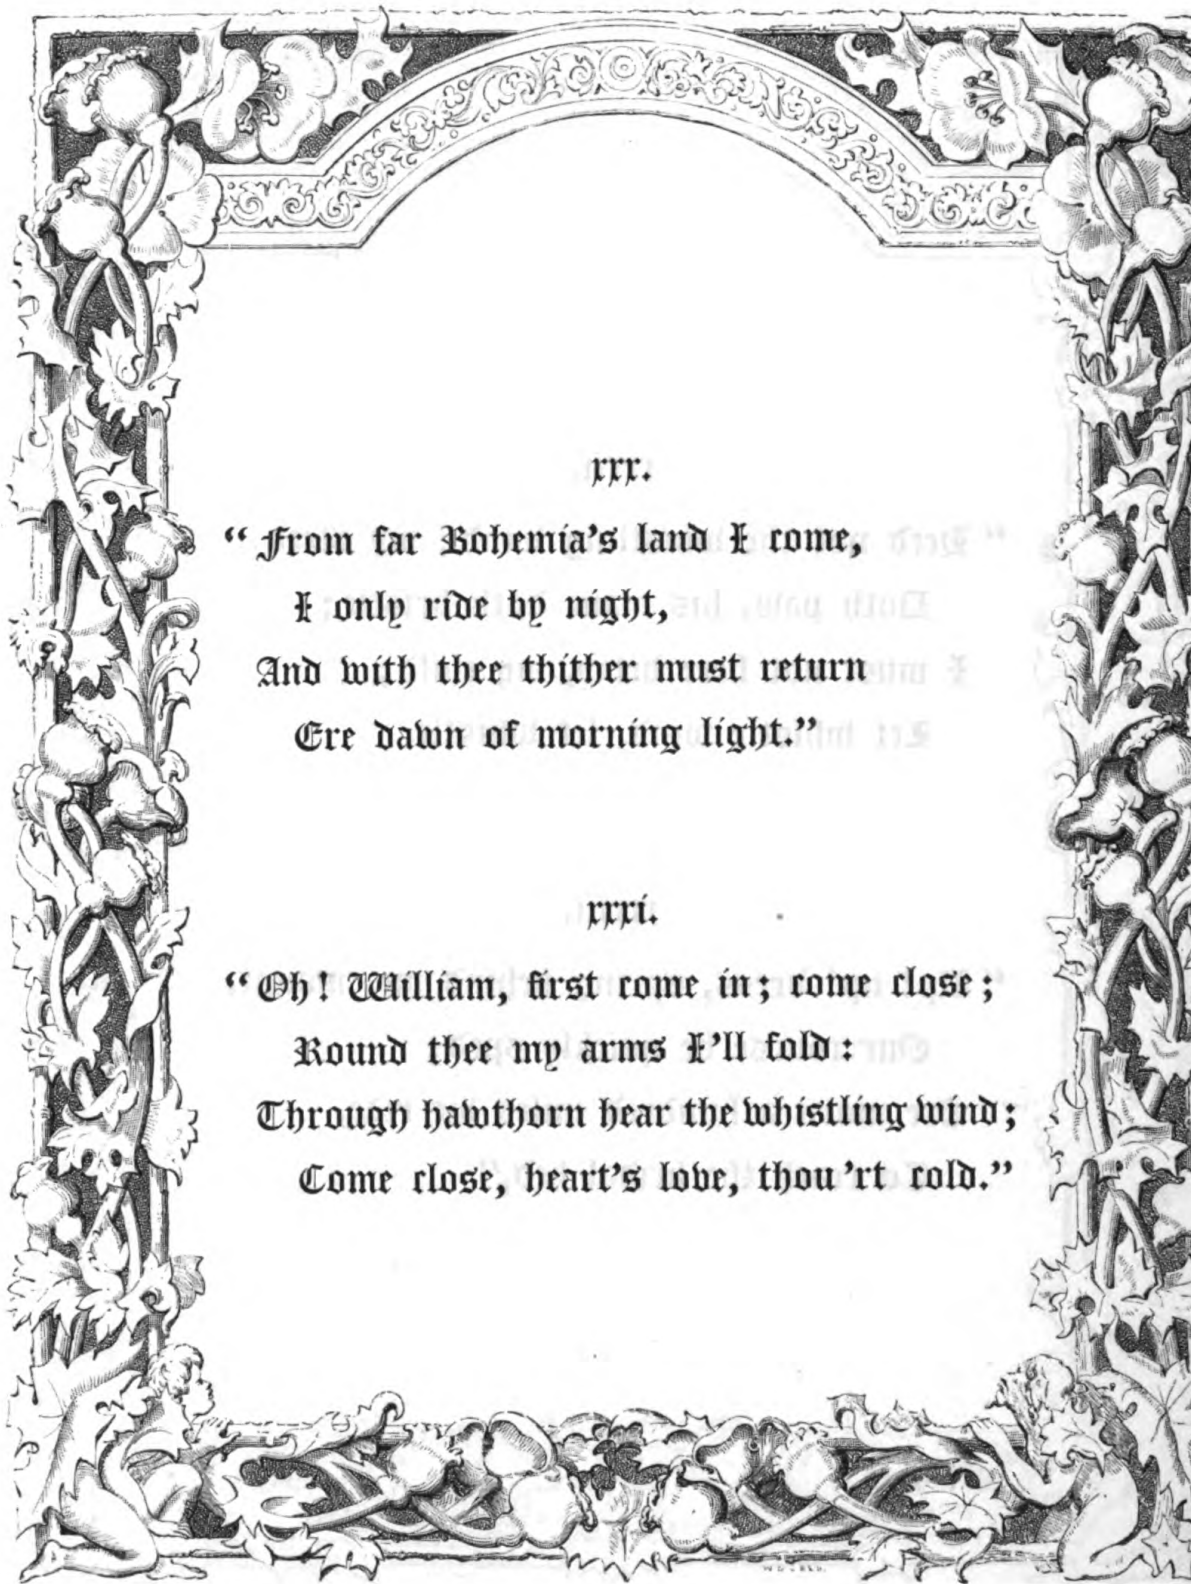 xxx.
“From far Bohemia’s land I come,
I only ride by night,
And with thee thither must return
Ere dawn of morning light.”
xxxi.
“Oh! William, first come in; come close;
Round thee my arms I’ll fold:
Through hawthorn hear the whistling wind;
Come close, heart’s love, thou ’rt cold.”